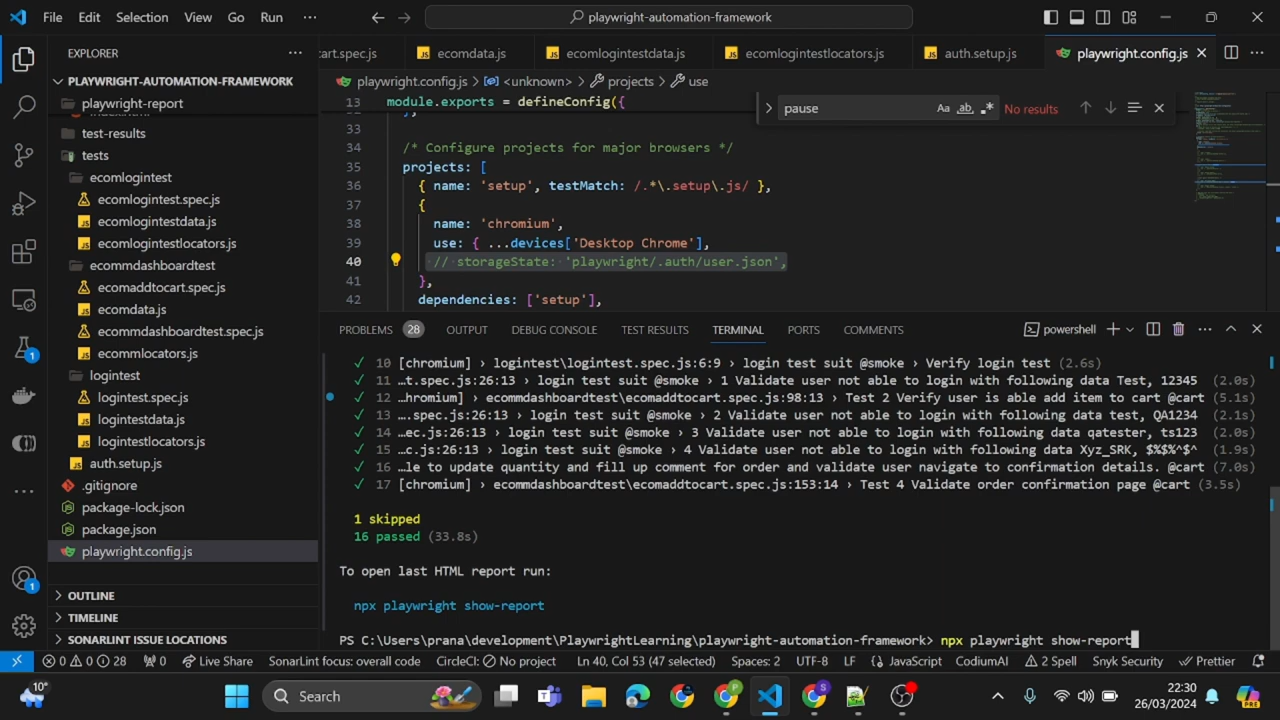 File Edit Selection View Go Run ···
playwright-automation-framework
EXPLORER
PLAYWRIGHT-AUTOMATION-FRAMEWORK
playwright-report
test-results
tests
ecomlogintest
ecomlogintest.spec.js
ecomlogintestdata.js
ecomlogintestlocators.js
ecommdashboardtest
ecomaddtocart.spec.js
ecomdata.js
ecommdashboardtest.spec.js
ecommlocators.js
logintest
logintest.spec.js
logintestdata.js
logintestlocators.js
auth.setup.js
.gitignore
package-lock.json
package.json
playwright.config.js
OUTLINE
TIMELINE
SONARLINT ISSUE LOCATIONS
cart.spec.js ecomdata.js ecomlogintestdata.js ecomlogintestlocators.js auth.setup.js playwright.config.js
playwright.config.js > <unknown> > projects > use
pause Aa ab .* No results
13 module.exports = defineConfig({
33 },
34 /* Configure projects for major browsers */
35 projects: [
36 { name: 'setup', testMatch: /.*\.setup\.js/ },
37 {
38 name: 'chromium',
39 use: { ...devices['Desktop Chrome'],
40 // storageState: 'playwright/.auth/user.json',
41 },
42 dependencies: ['setup'],
PROBLEMS 28 OUTPUT DEBUG CONSOLE TEST RESULTS TERMINAL PORTS COMMENTS powershell
✓ 10 [chromium] › logintest\logintest.spec.js:6:9 › login test suit @smoke › Verify login test (2.6s)
✓ 11 …t.spec.js:26:13 › login test suit @smoke › 1 Validate user not able to login with following data Test, 12345 (2.0s)
✓ 12 …hromium] › ecommdashboardtest\ecomaddtocart.spec.js:98:13 › Test 2 Verify user is able add item to cart @cart (5.1s)
✓ 13 ….spec.js:26:13 › login test suit @smoke › 2 Validate user not able to login with following data test, QA1234 (2.1s)
✓ 14 …ec.js:26:13 › login test suit @smoke › 3 Validate user not able to login with following data qatester, ts123 (2.0s)
✓ 15 …c.js:26:13 › login test suit @smoke › 4 Validate user not able to login with following data Xyz_SRK, $%$%^$^ (1.9s)
✓ 16 …le to update quantity and fill up comment for order and validate user navigate to confirmation details. @cart (7.0s)
✓ 17 [chromium] › ecommdashboardtest\ecomaddtocart.spec.js:153:14 › Test 4 Validate order confirmation page @cart (3.5s)
1 skipped
16 passed (33.8s)
To open last HTML report run:
npx playwright show-report
PS C:\Users\prana\development\PlaywrightLearning\playwright-automation-framework> npx playwright show-report
0 0 28 0 Live Share SonarLint focus: overall code CircleCI: No project Ln 40, Col 53 (47 selected) Spaces: 2 UTF-8 LF JavaScript CodiumAI 2 Spell Snyk Security Prettier
10° Search 22:30
26/03/2024